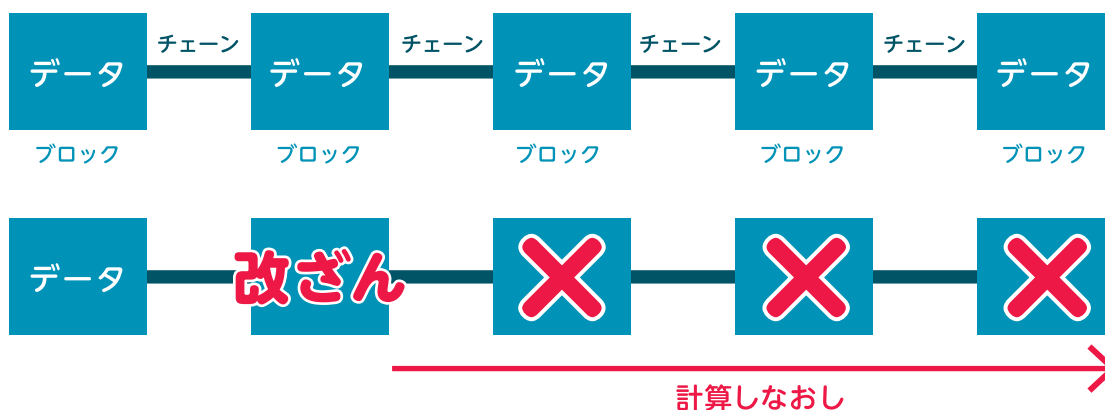 チェーン チェーン チェーン チェーン
データ データ データ データ データ
ブロック ブロック ブロック ブロック ブロック
データ 改ざん
計算しなおし